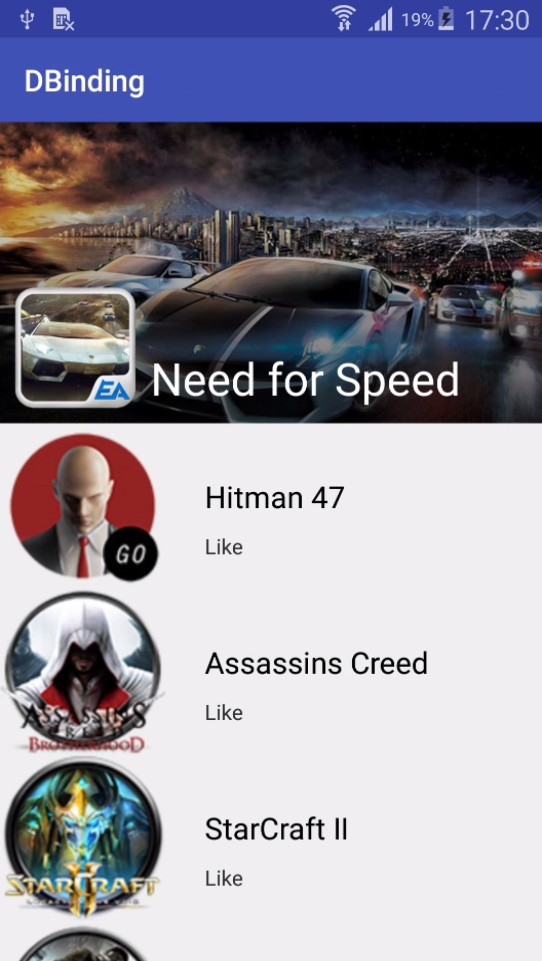 19% 17:30
DBinding
EA
Need for Speed
GO
Hitman 47
Like
ASSASSINS
CREED
BROTHERHOOD
Assassins Creed
Like
STARCRAFT
II
StarCraft II
Like